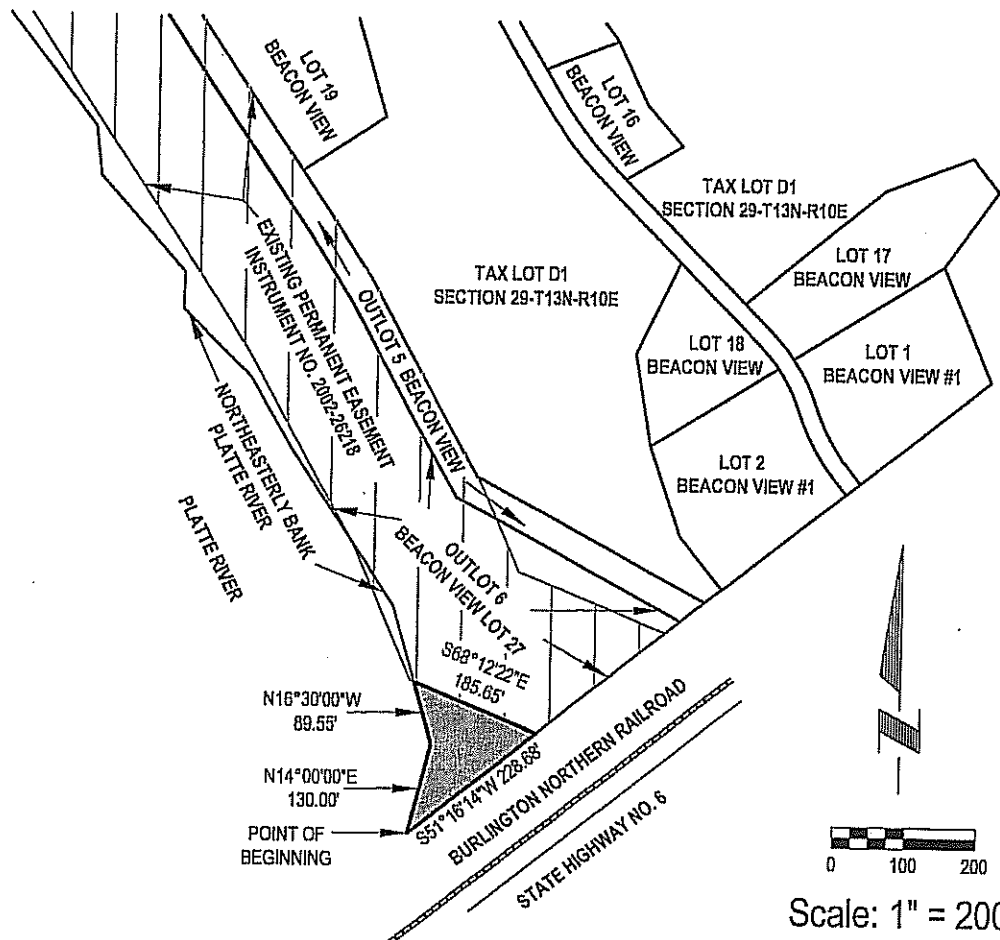 LOT 19
BEACON VIEW
LOT 16
BEACON VIEW
TAX LOT D1
SECTION 29-T13N-R10E
LOT 17
BEACON VIEW
TAX LOT D1
SECTION 29-T13N-R10E
LOT 18
BEACON VIEW
LOT 1
BEACON VIEW #1
LOT 2
BEACON VIEW #1
EXISTING PERMANENT EASEMENT
INSTRUMENT NO. 2002-26218
OUTLOT 5 BEACON VIEW
NORTHEASTERLY BANK
PLATTE RIVER
PLATTE RIVER
OUTLOT 6
BEACON VIEW LOT 27
S68°12'22"E
185.65'
N16°30'00"W
89.55'
N14°00'00"E
130.00'
POINT OF
BEGINNING
S51°16'14"W 228.68'
BURLINGTON NORTHERN RAILROAD
STATE HIGHWAY NO. 6
0 100 200
Scale: 1" = 200